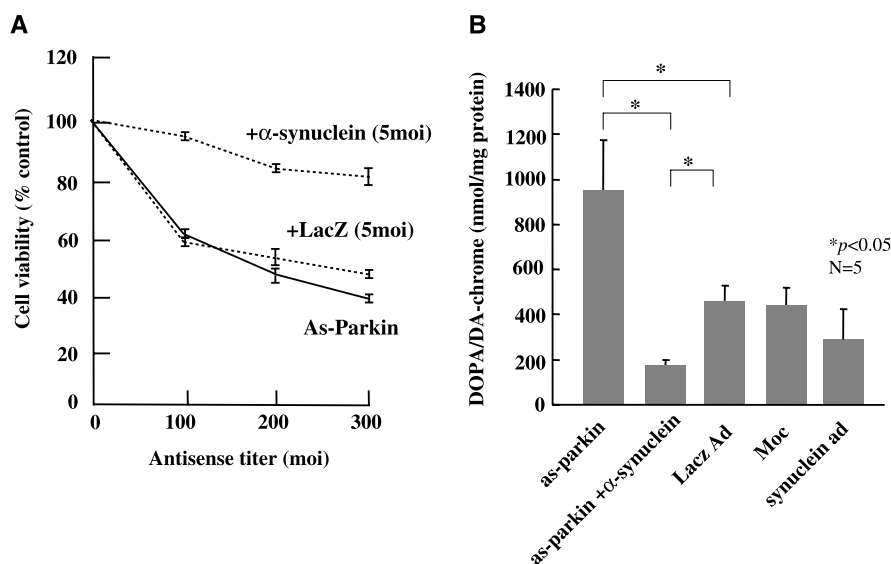 A
Cell viability (% control)
120
100
80
60
40
20
0
+α-synuclein (5moi)
+LacZ (5moi)
As-Parkin
0 100 200 300
Antisense titer (moi)
B
DOPA/DA-chrome (nmol/mg protein)
1400
1200
1000
800
600
400
200
0
*
*
*
*p<0.05
N=5
as-parkin
as-parkin +α-synuclein
Lacz Ad
Moc
synuclein ad